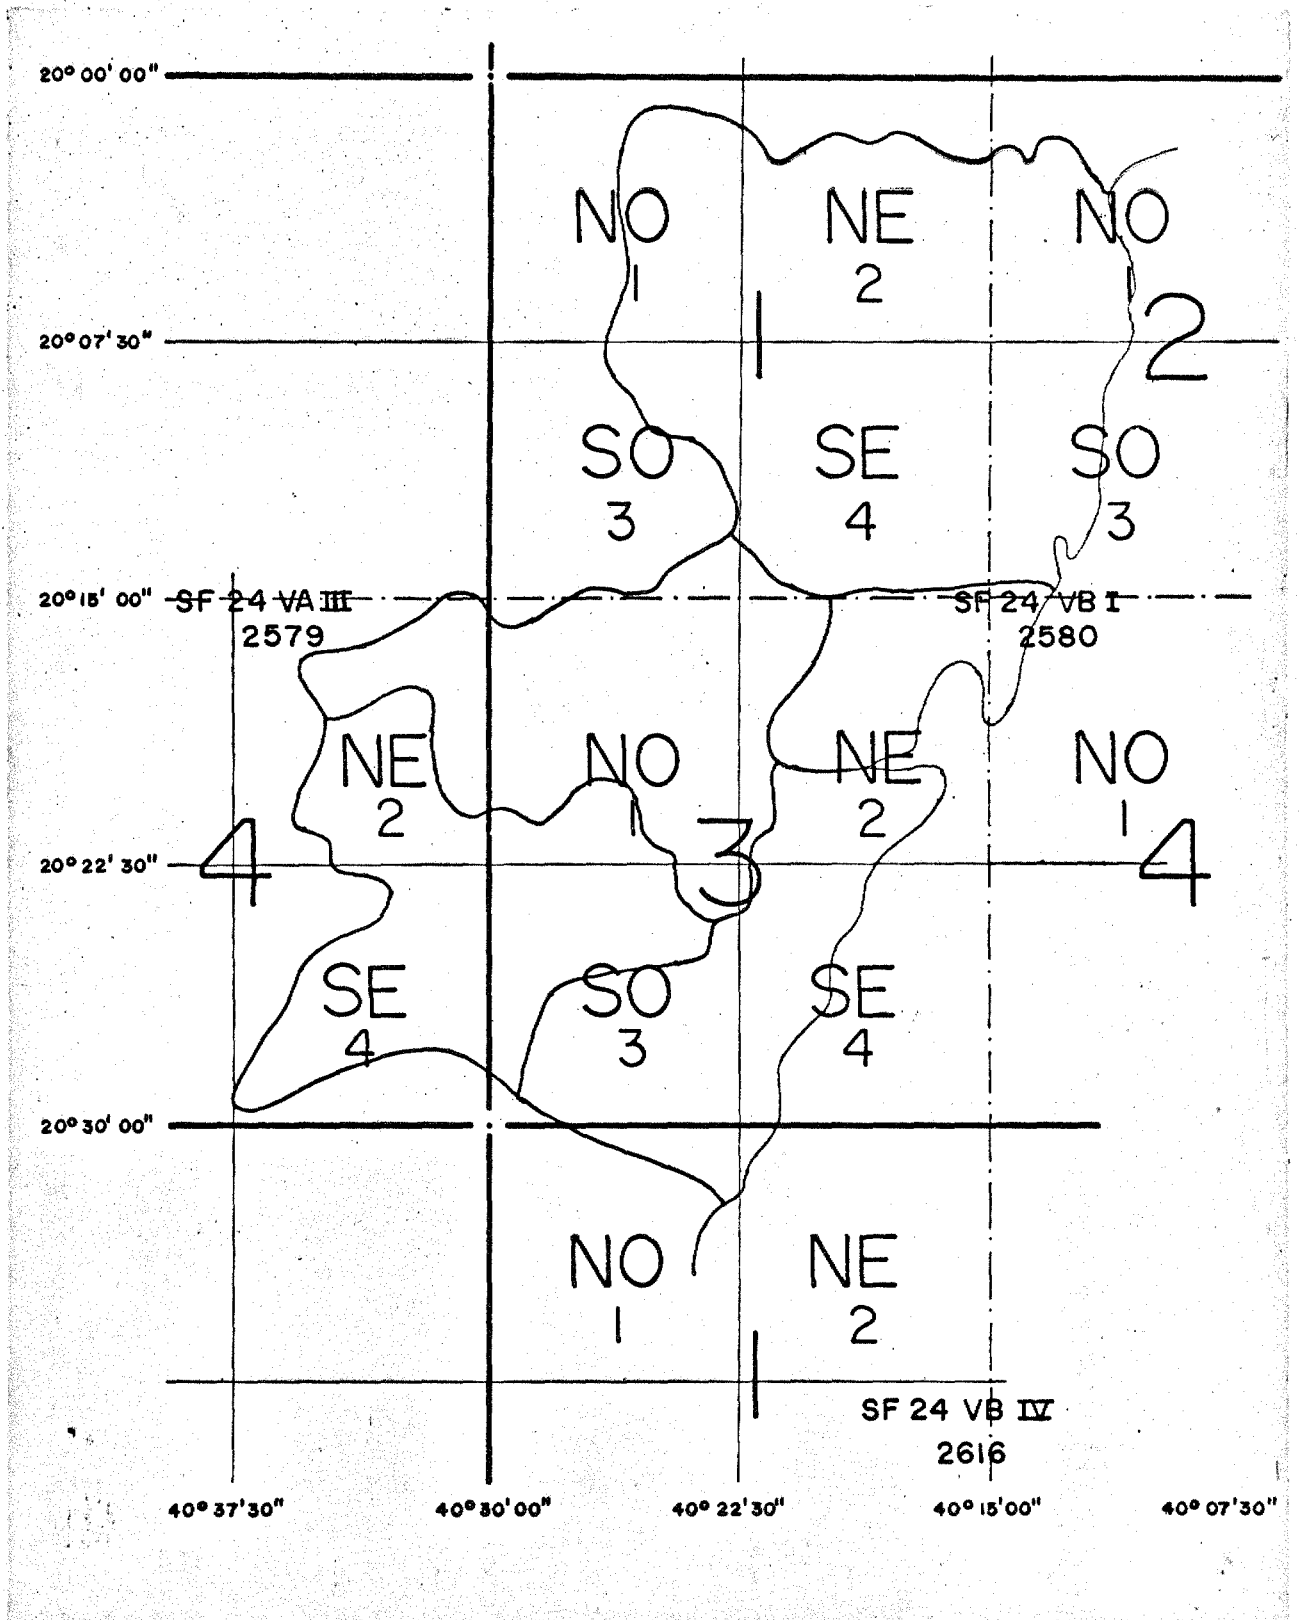 20° 00' 00"
NO NE NO
1 2 1
1 2
20° 07' 30"
SO SE SO
3 4 3
20° 15' 00" SF 24 VA III SF 24 VB I
2579 2580
NE NO NE NO
2 1 2 1
4 3 4
20° 22' 30"
SE SO SE
4 3 4
20° 30' 00"
NO NE
1 2
1
SF 24 VB IV
2616
40° 37' 30" 40° 30' 00" 40° 22' 30" 40° 15' 00" 40° 07' 30"